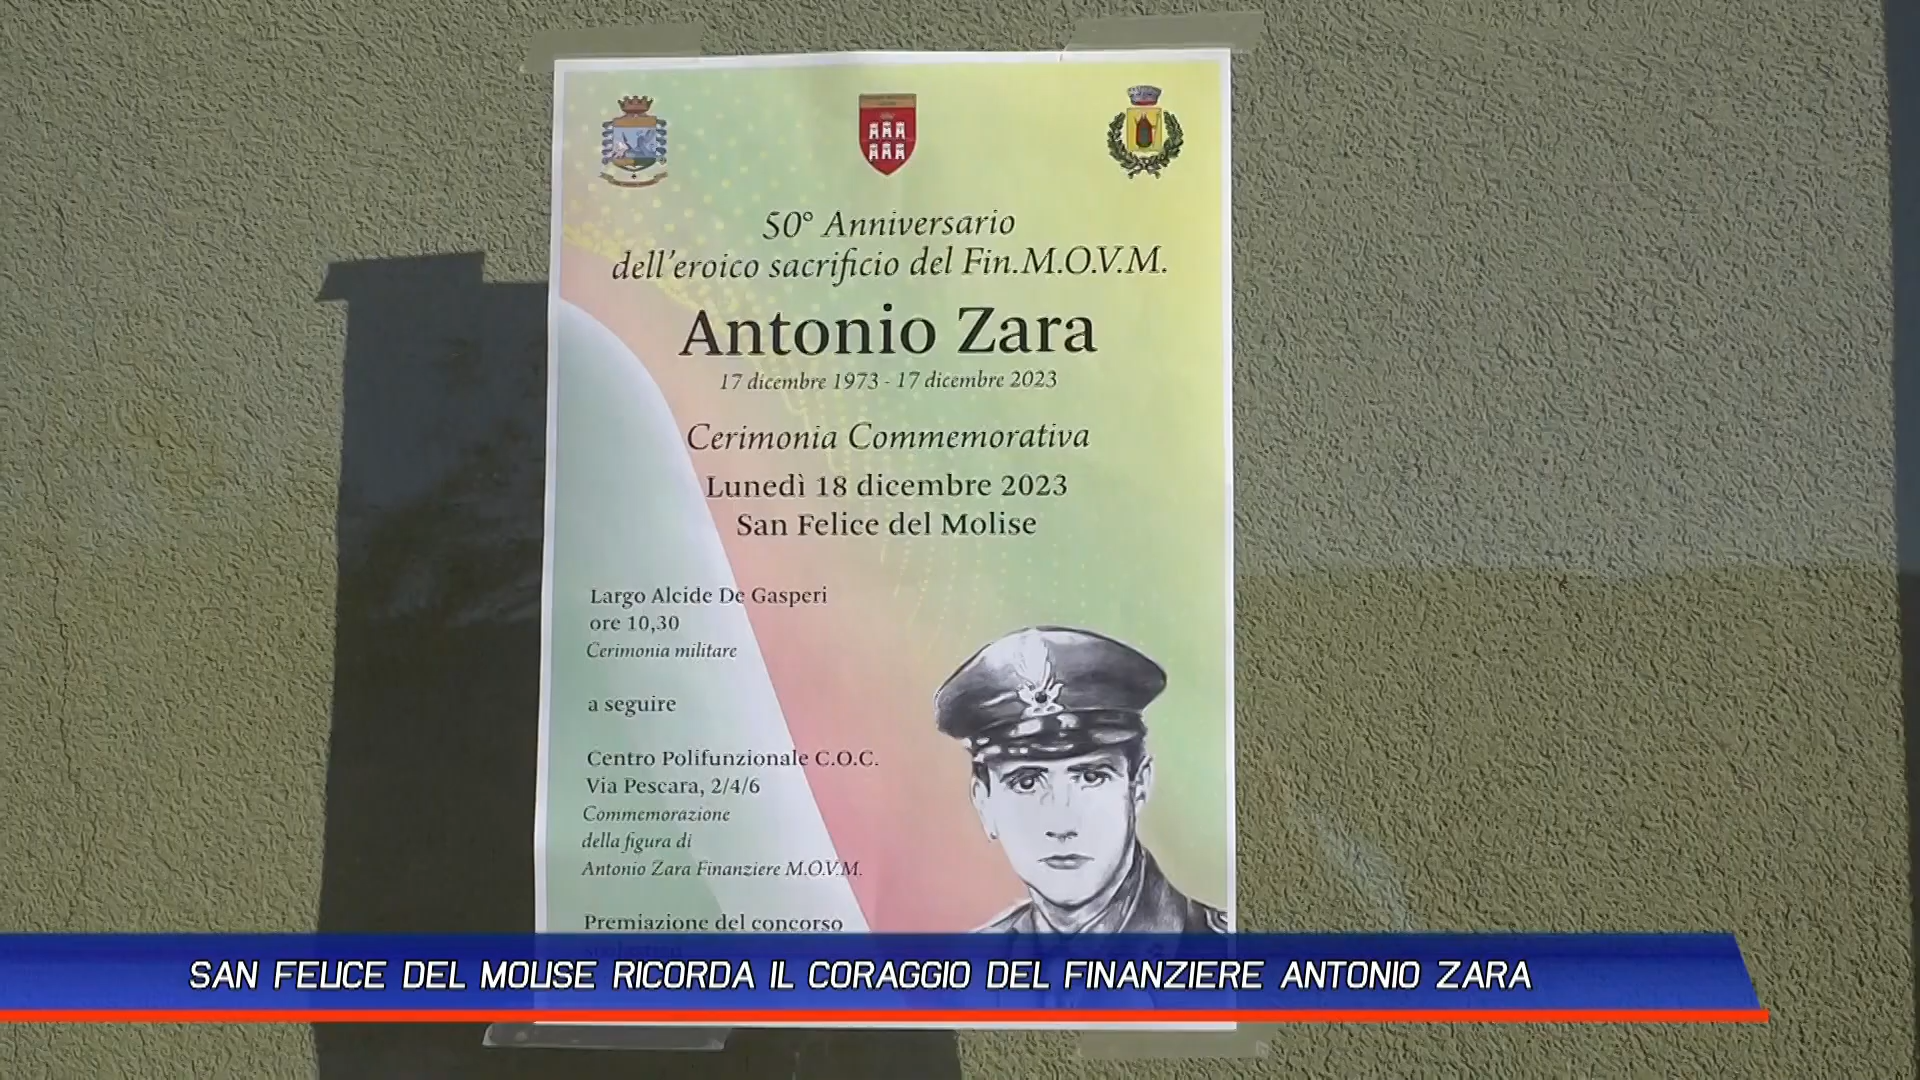 50° Anniversario
dell'eroico sacrificio del Fin.M.O.V.M.
Antonio Zara
17 dicembre 1973 - 17 dicembre 2023
Cerimonia Commemorativa
Lunedì 18 dicembre 2023
San Felice del Molise
Largo Alcide De Gasperi
ore 10,30
Cerimonia militare
a seguire
Centro Polifunzionale C.O.C.
Via Pescara, 2/4/6
Commemorazione
della figura di
Antonio Zara Finanziere M.O.V.M.
Premiazione del concorso
SAN FELICE DEL MOLISE RICORDA IL CORAGGIO DEL FINANZIERE ANTONIO ZARA